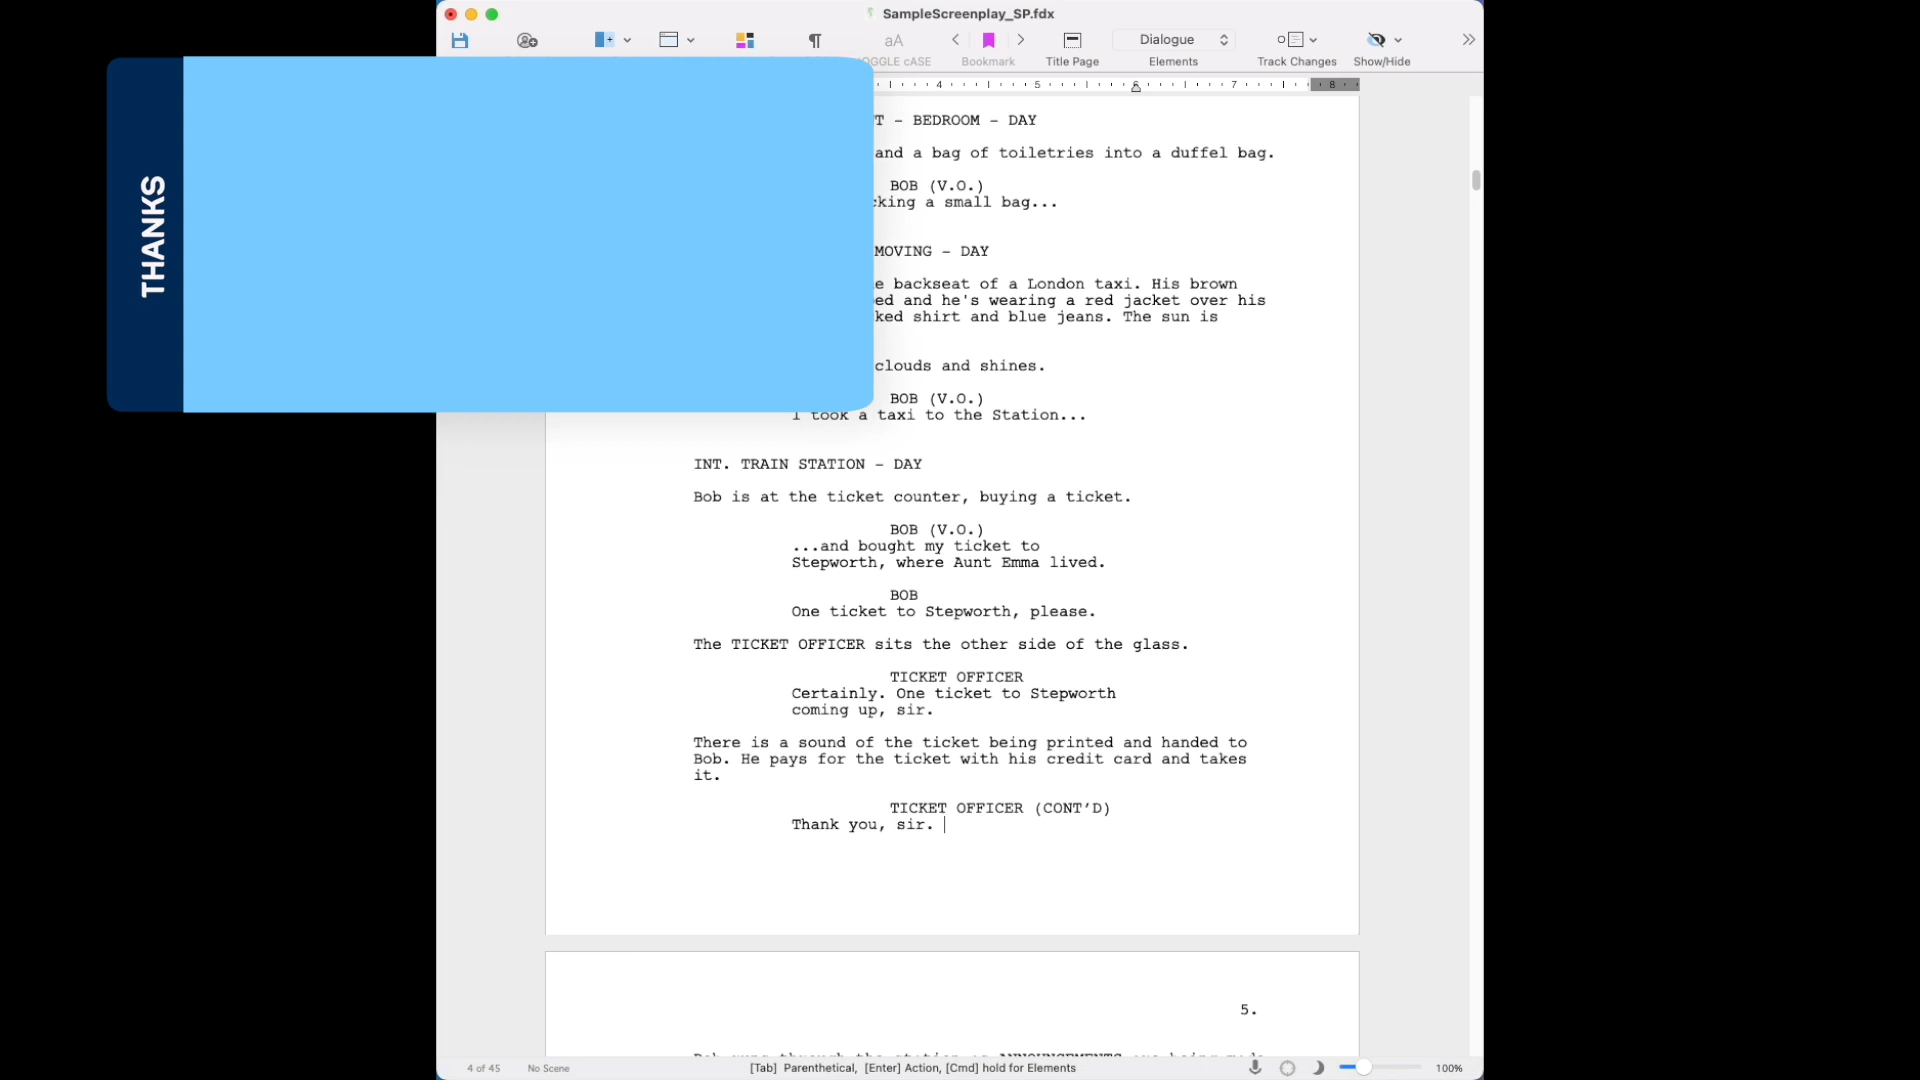 SampleScreenplay_SP.fdx
Dialogue
Bookmark
Title Page
Elements
Track Changes
Show/Hide
THANKS
4 5 6 7 8
- BEDROOM - DAY
and a bag of toiletries into a duffel bag.
BOB (V.O.)
a small bag...
MOVING - DAY
backseat of a London taxi. His brown
and he's wearing a red jacket over his
shirt and blue jeans. The sun is
clouds and shines.
BOB (V.O.)
I took a taxi to the Station...
INT. TRAIN STATION - DAY
Bob is at the ticket counter, buying a ticket.
BOB (V.O.)
...and bought my ticket to
Stepworth, where Aunt Emma lived.
BOB
One ticket to Stepworth, please.
The TICKET OFFICER sits the other side of the glass.
TICKET OFFICER
Certainly. One ticket to Stepworth
coming up, sir.
There is a sound of the ticket being printed and handed to
Bob. He pays for the ticket with his credit card and takes
it.
TICKET OFFICER (CONT'D)
Thank you, sir.
5.
4 of 45
No Scene
[Tab] Parenthetical, [Enter] Action, [Cmd] hold for Elements
100%